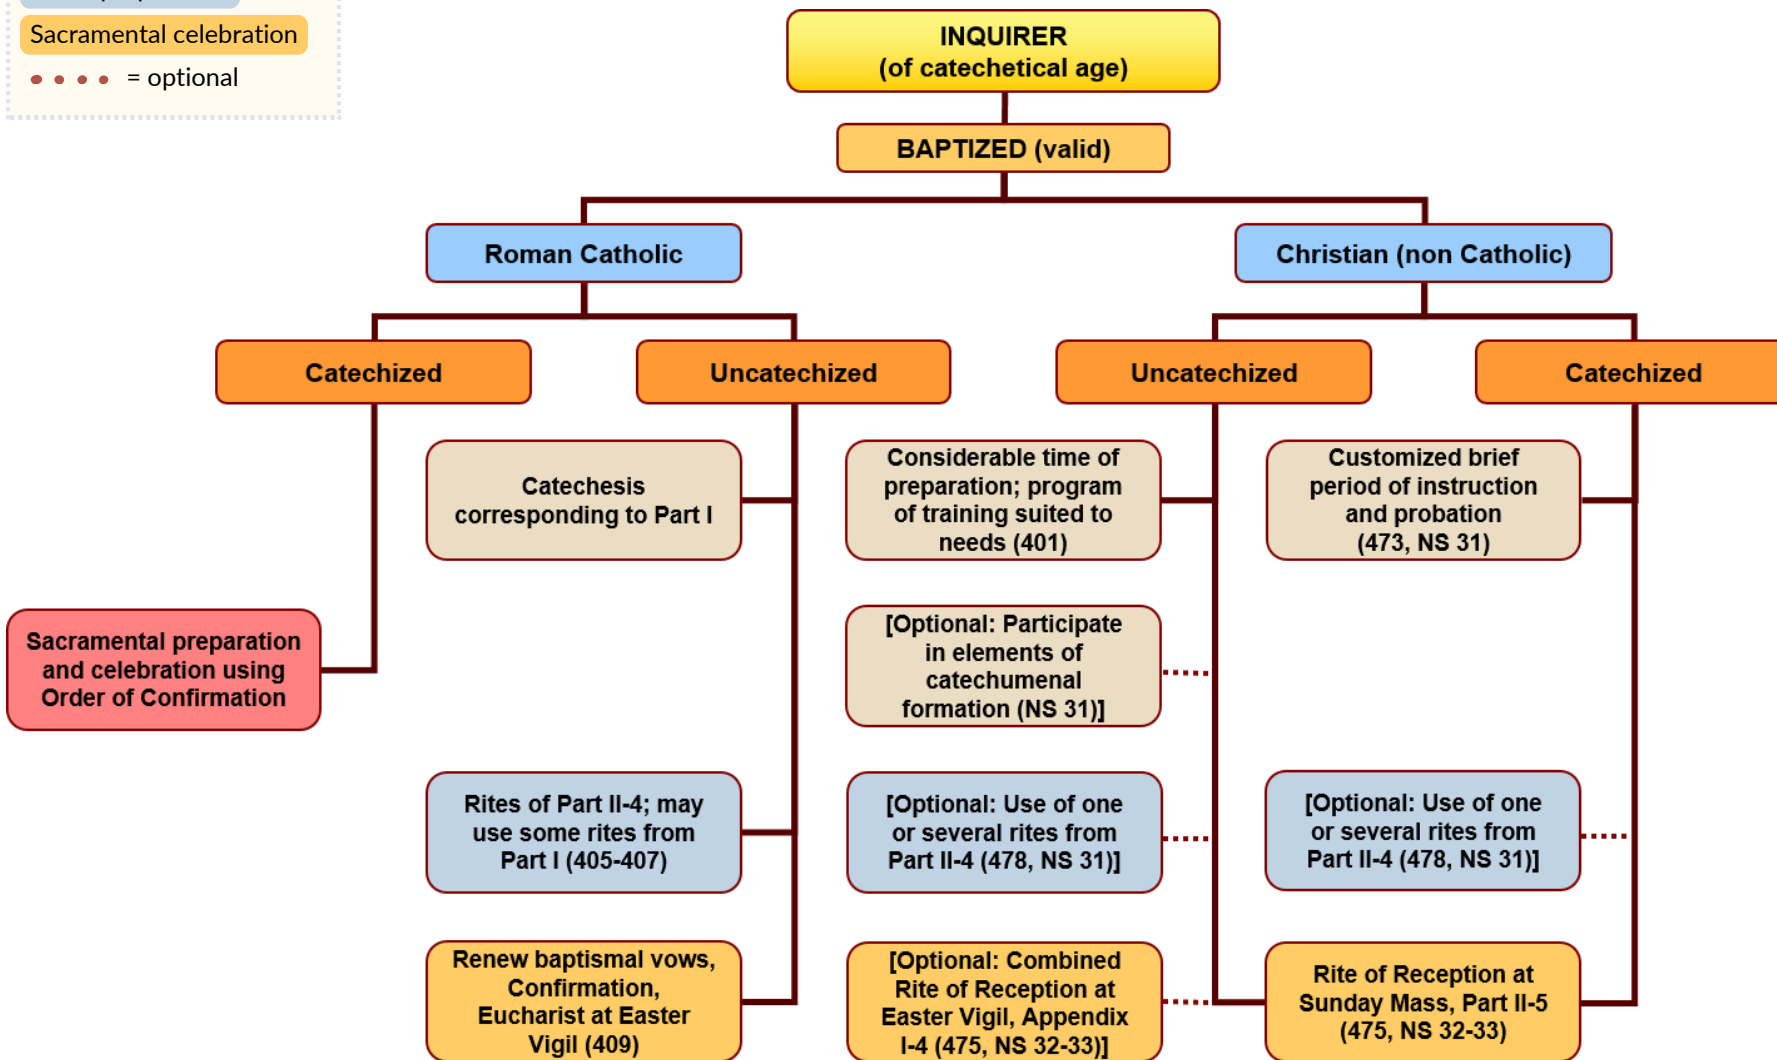 Sacramental celebration
= optional
INQUIRER
(of catechetical age)
BAPTIZED (valid)
Roman Catholic
Christian (non Catholic)
Catechized
Uncatechized
Uncatechized
Catechized
Catechesis
corresponding to Part I
Considerable time of
preparation; program
of training suited to
needs (401)
Customized brief
period of instruction
and probation
(473, NS 31)
Sacramental preparation
and celebration using
Order of Confirmation
[Optional: Participate
in elements of
catechumenal
formation (NS 31)]
Rites of Part II-4; may
use some rites from
Part I (405-407)
[Optional: Use of one
or several rites from
Part II-4 (478, NS 31)]
[Optional: Use of one
or several rites from
Part II-4 (478, NS 31)]
Renew baptismal vows,
Confirmation,
Eucharist at Easter
Vigil (409)
[Optional: Combined
Rite of Reception at
Easter Vigil, Appendix
I-4 (475, NS 32-33)]
Rite of Reception at
Sunday Mass, Part II-5
(475, NS 32-33)